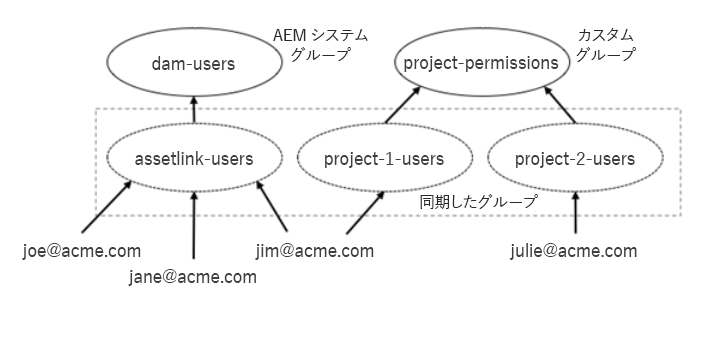 AEM システム
グループ
カスタム
グループ
dam-users
project-permissions
assetlink-users
project-1-users
project-2-users
同期したグループ
joe@acme.com
jim@acme.com
julie@acme.com
jane@acme.com